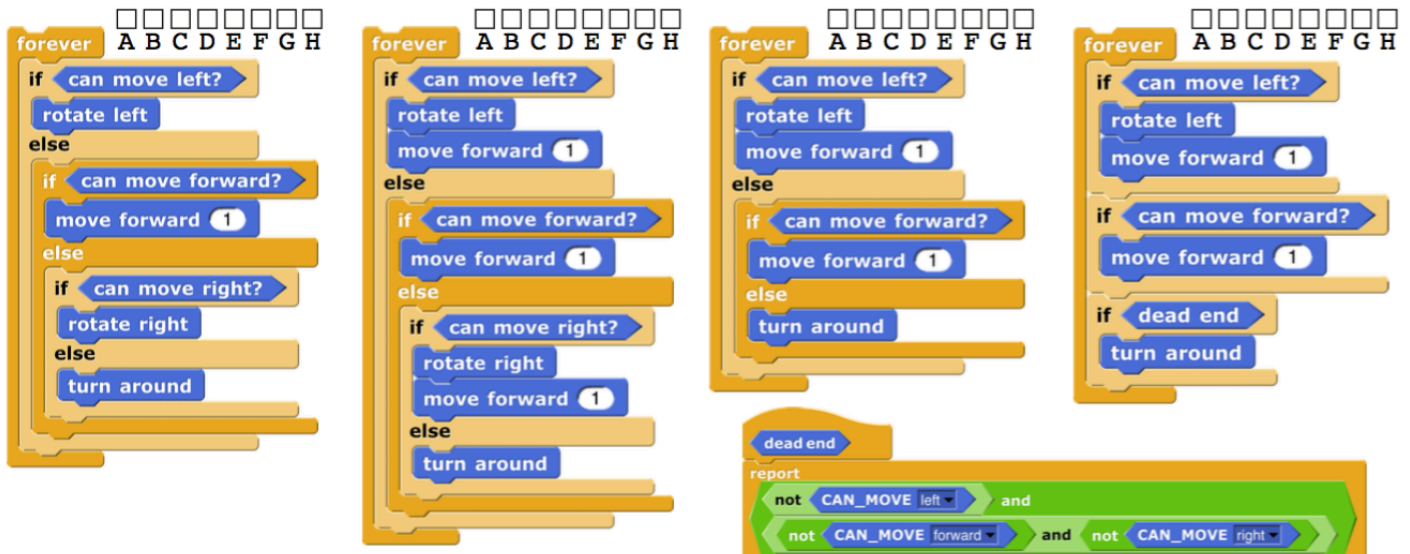 forever
A B C D E F G H
if can move left?
rotate left
else
if can move forward?
move forward 1
else
if can move right?
rotate right
else
turn around
forever
A B C D E F G H
if can move left?
rotate left
move forward 1
else
if can move forward?
move forward 1
else
if can move right?
rotate right
move forward 1
else
turn around
forever
A B C D E F G H
if can move left?
rotate left
move forward 1
else
if can move forward?
move forward 1
else
turn around
forever
A B C D E F G H
if can move left?
rotate left
move forward 1
if can move forward?
move forward 1
if dead end
turn around
dead end
report
not CAN_MOVE left and
not CAN_MOVE forward and not CAN_MOVE right